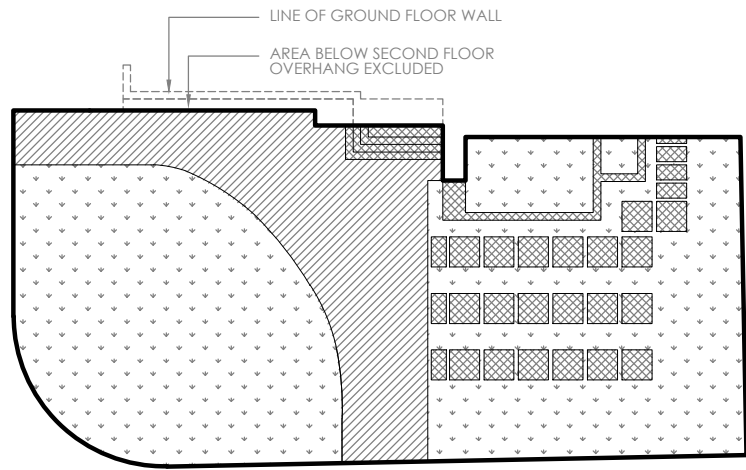 LINE OF GROUND FLOOR WALL
AREA BELOW SECOND FLOOR
OVERHANG EXCLUDED